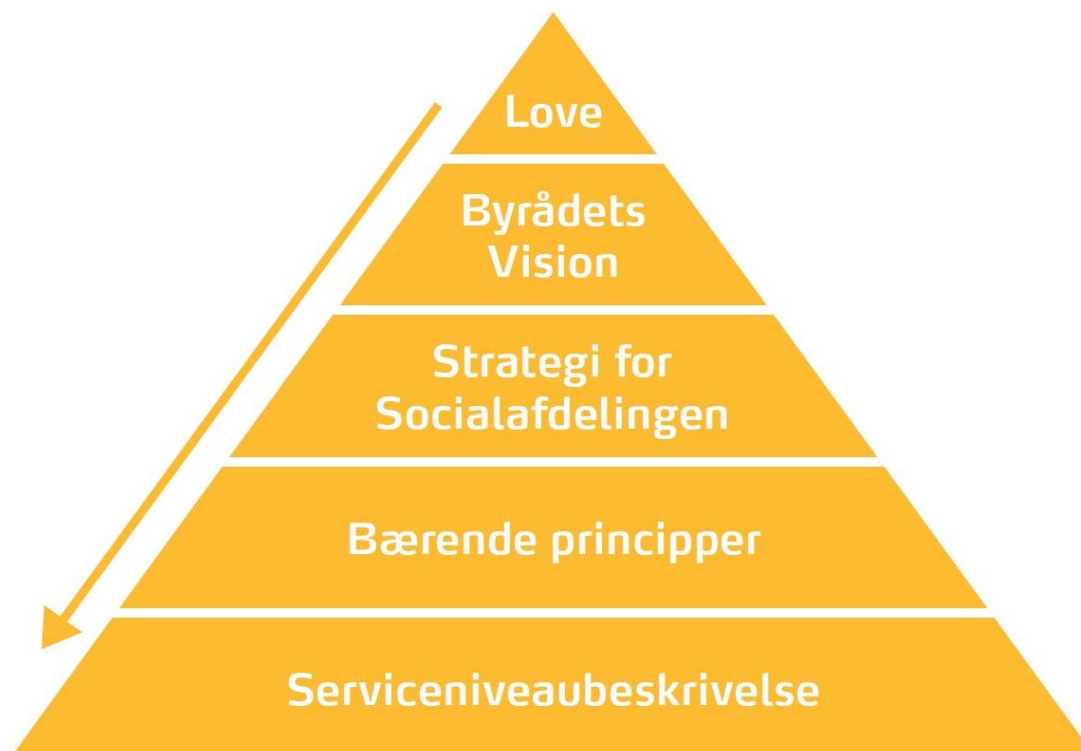 Love
Byrådets
Vision
Strategi for
Socialafdelingen
Bærende principper
Serviceniveaubeskrivelse